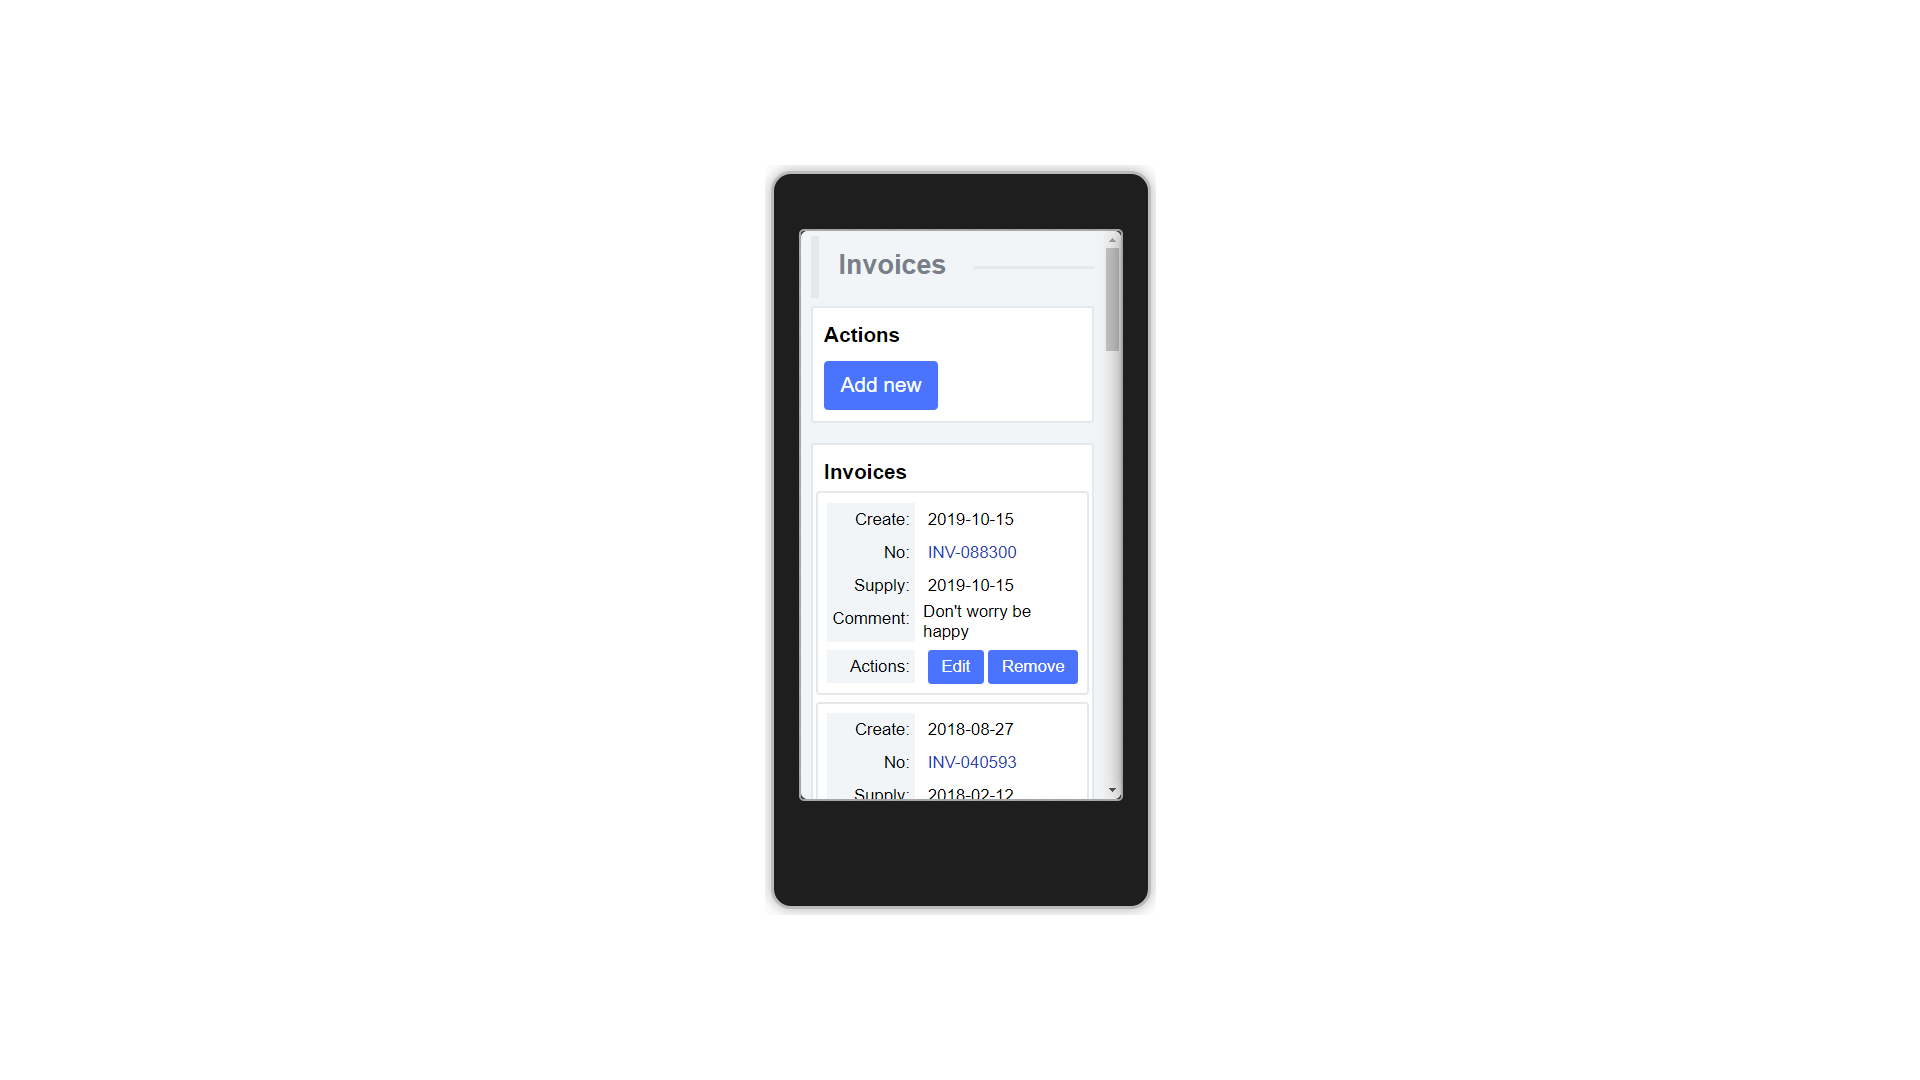 Invoices
Actions
Add new
Invoices
Create: 2019-10-15
No: INV-088300
Supply: 2019-10-15
Comment: Don't worry be
happy
Actions: Edit Remove
Create: 2018-08-27
No: INV-040593
Supply: 2018-02-12